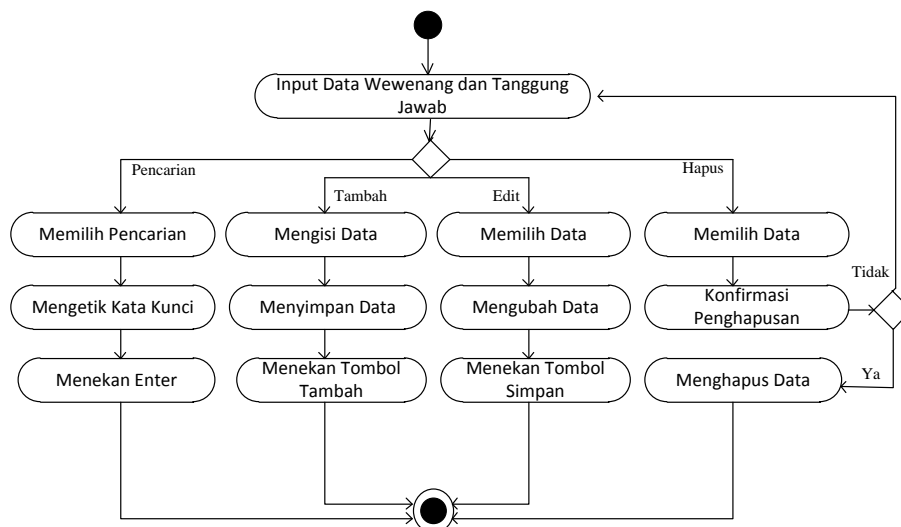 Input Data Wewenang dan Tanggung
Jawab
Pencarian
Tambah
Edit
Hapus
Memilih Pencarian
Mengisi Data
Memilih Data
Memilih Data
Tidak
Mengetik Kata Kunci
Menyimpan Data
Mengubah Data
Konfirmasi
Penghapusan
Menekan Enter
Menekan Tombol
Tambah
Menekan Tombol
Simpan
Menghapus Data
Ya